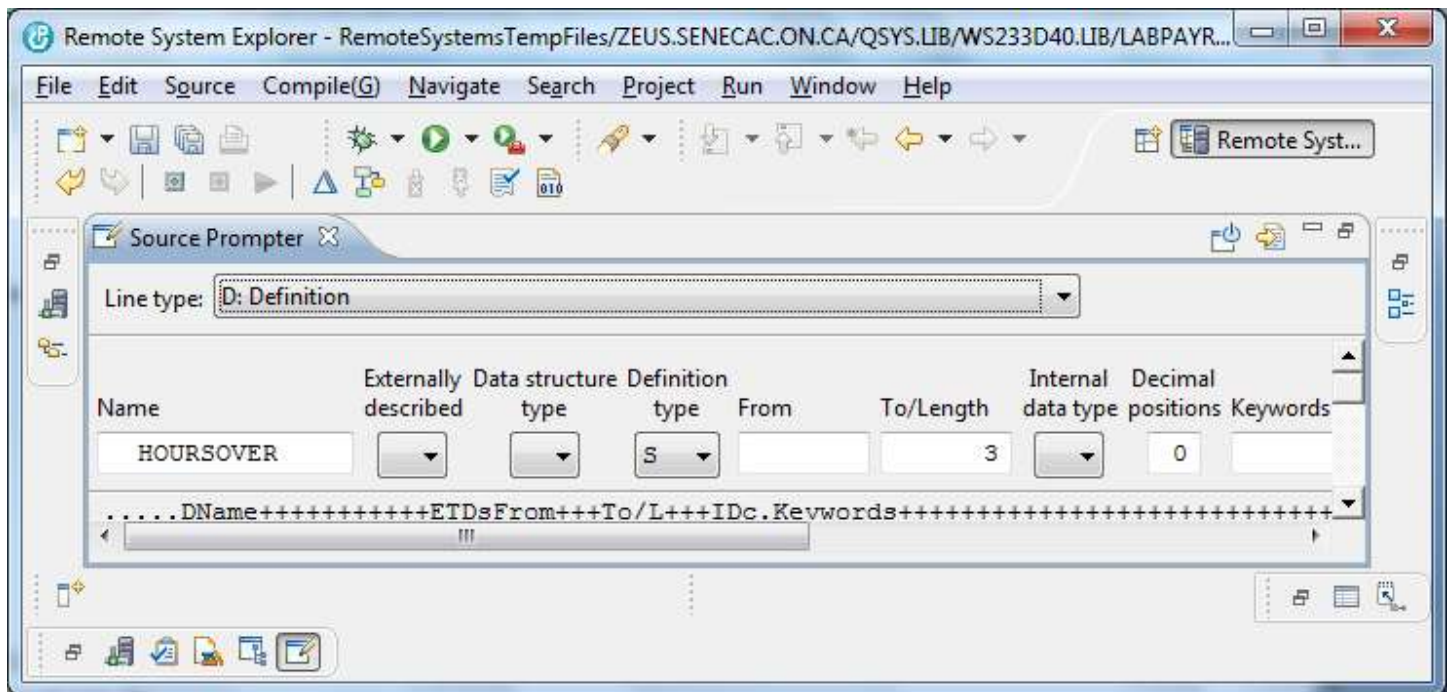 Remote System Explorer - RemoteSystemsTempFiles/ZEUS.SENECAC.ON.CA/QSYS.LIB/WS233D40.LIB/LABPAYR...
File Edit Source Compile(G) Navigate Search Project Run Window Help
Remote Syst...
010
Source Prompter
Line type: D: Definition
Externally Data structure Definition Internal Decimal
Name described type type From To/Length data type positions Keywords
HOURSOVER S 3 0
.....DName+++++++++++ETDsFrom+++To/L+++IDc.Keywords+++++++++++++++++++++++++++++